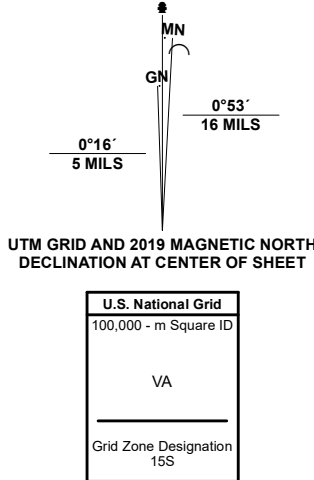 MN
GN
0°53´
16 MILS
0°16´
5 MILS
UTM GRID AND 2019 MAGNETIC NORTH
DECLINATION AT CENTER OF SHEET
U.S. National Grid
100,000 - m Square ID
VA
Grid Zone Designation
15S